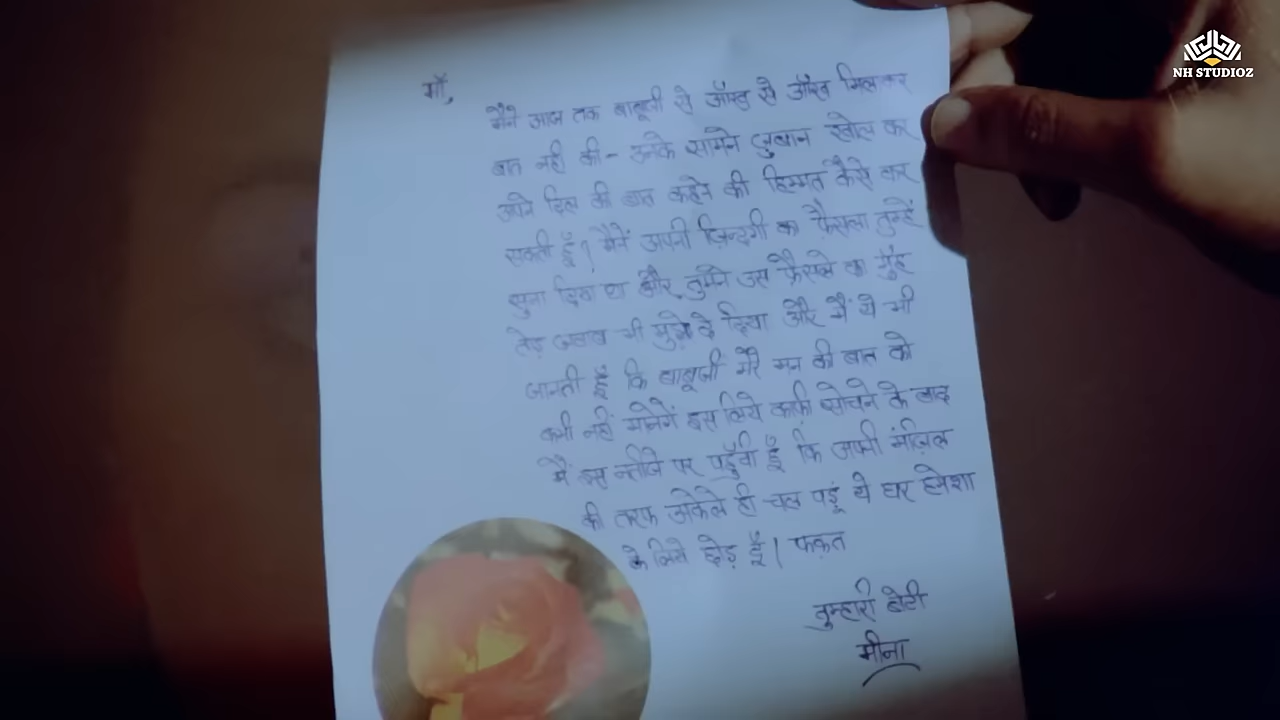 NH STUDIOZ
माँ,
मैंने आज तक बाबूजी से आँख से आँख मिलाकर
बात नही की - उनके सामने ज़ुबान खोल कर
अपने दिल की बात कहने की हिम्मत कैसे कर
सकती हूँ। मैनें अपनी ज़िन्दगी का फ़ैसला तुम्हें
सुना दिया था और तुमने उस फ़ैसले का मुँह
तोड़ जवाब भी मुझे दे दिया और मैं ये भी
जानती हूँ कि बाबूजी मेरे मन की बात को
कभी नहीं मानेगें इस लिये काफ़ी सोचने के बाद
मैं इस नतीजे पर पहुँची हूँ कि अपनी मंज़िल
की तरफ़ अकेले ही चल पडूं ये घर हमेशा
के लिये छोड़ दूँ। फक़त
तुम्हारी बेटी
मीना